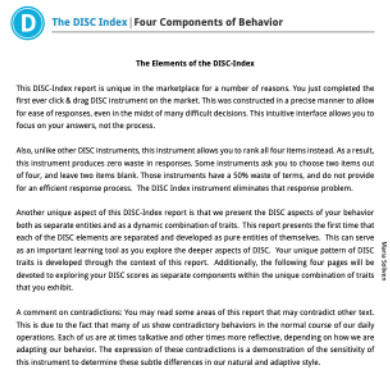 D
The DISC Index | Four Components of Behavior
The Elements of the DISC-Index
This DISC-Index report is unique in the marketplace for a number of reasons. You just completed the
first ever click & drag DISC instrument on the market. This was constructed in a precise manner to allow
for ease of responses, even in the midst of many difficult decisions. This intuitive interface allows you to
focus on your answers, not the process.
Also, unlike other DISC instruments, this instrument allows you to rank all four items instead. As a result,
this instrument produces zero waste in responses. Some instruments ask you to choose two items out
of four, and leave two items blank. Those instruments have a 50% waste of terms, and do not provide
for an efficient response process. The DISC Index instrument eliminates that response problem.
Another unique aspect of this DISC-Index report is that we present the DISC aspects of your behavior
both as separate entities and as a dynamic combination of traits. This report presents the first time that
each of the DISC elements are separated and developed as pure entities of themselves. This can serve
as an important learning tool as you explore the deeper aspects of DISC. Your unique pattern of DISC
traits is developed through the context of this report. Additionally, the following four pages will be
devoted to exploring your DISC scores as separate components within the unique combination of traits
that you exhibit.
A comment on contradictions: You may read some areas of this report that may contradict other text.
This is due to the fact that many of us show contradictory behaviors in the normal course of our daily
operations. Each of us are at times talkative and other times more reflective, depending on how we are
adapting our behavior. The expression of these contradictions is a demonstration of the sensitivity of
this instrument to determine these subtle differences in our natural and adaptive style.
Maria Soliven